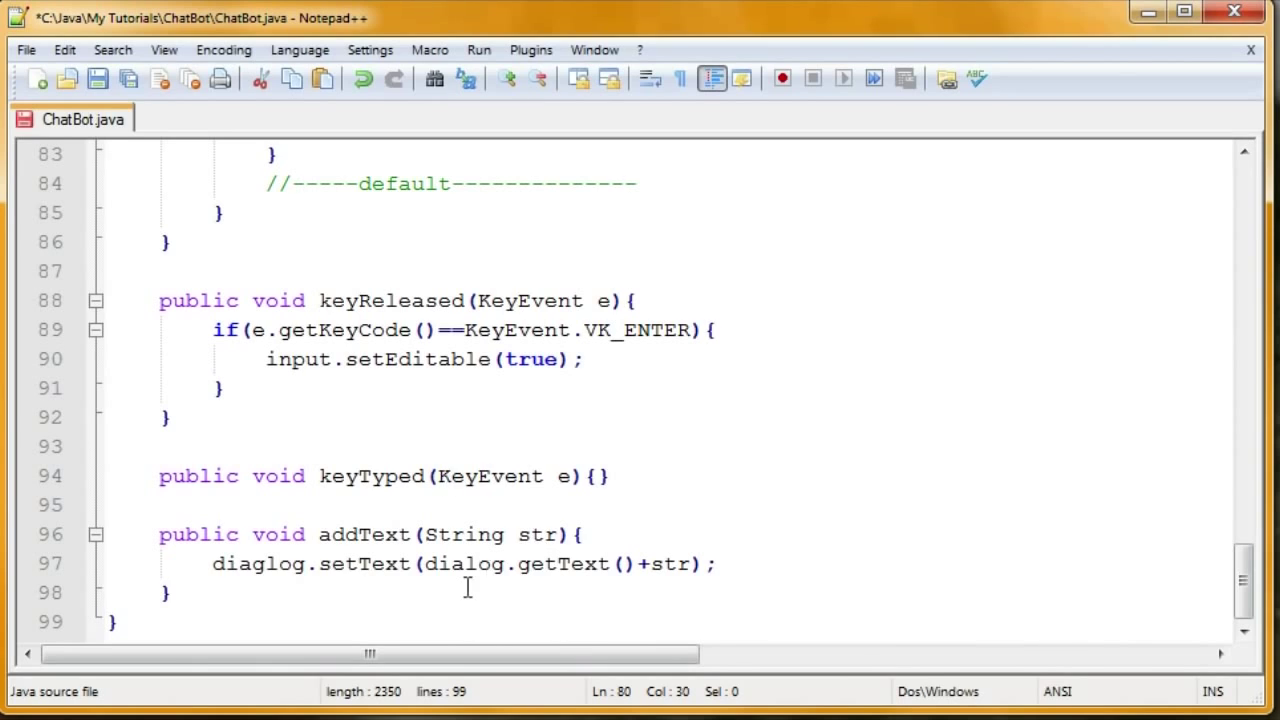 *C:\Java\My Tutorials\ChatBot\ChatBot.java - Notepad++
File Edit Search View Encoding Language Settings Macro Run Plugins Window ? X
ABC
ChatBot.java
83 }
84 //-----default--------------
85 }
86 }
87
88 public void keyReleased(KeyEvent e){
89 if(e.getKeyCode()==KeyEvent.VK_ENTER){
90 input.setEditable(true);
91 }
92 }
93
94 public void keyTyped(KeyEvent e){}
95
96 public void addText(String str){
97 diaglog.setText(dialog.getText()+str);
98 }
99 }
Java source file length : 2350 lines : 99 Ln : 80 Col : 30 Sel : 0 Dos\Windows ANSI INS